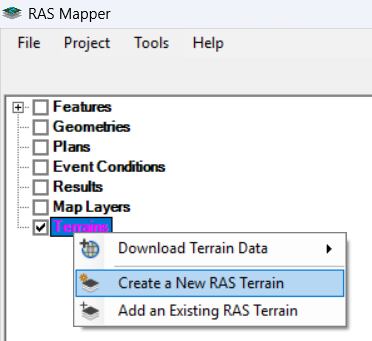 RAS Mapper
File Project Tools Help
Features
Geometries
Plans
Event Conditions
Results
Map Layers
Terrains
Download Terrain Data
Create a New RAS Terrain
Add an Existing RAS Terrain